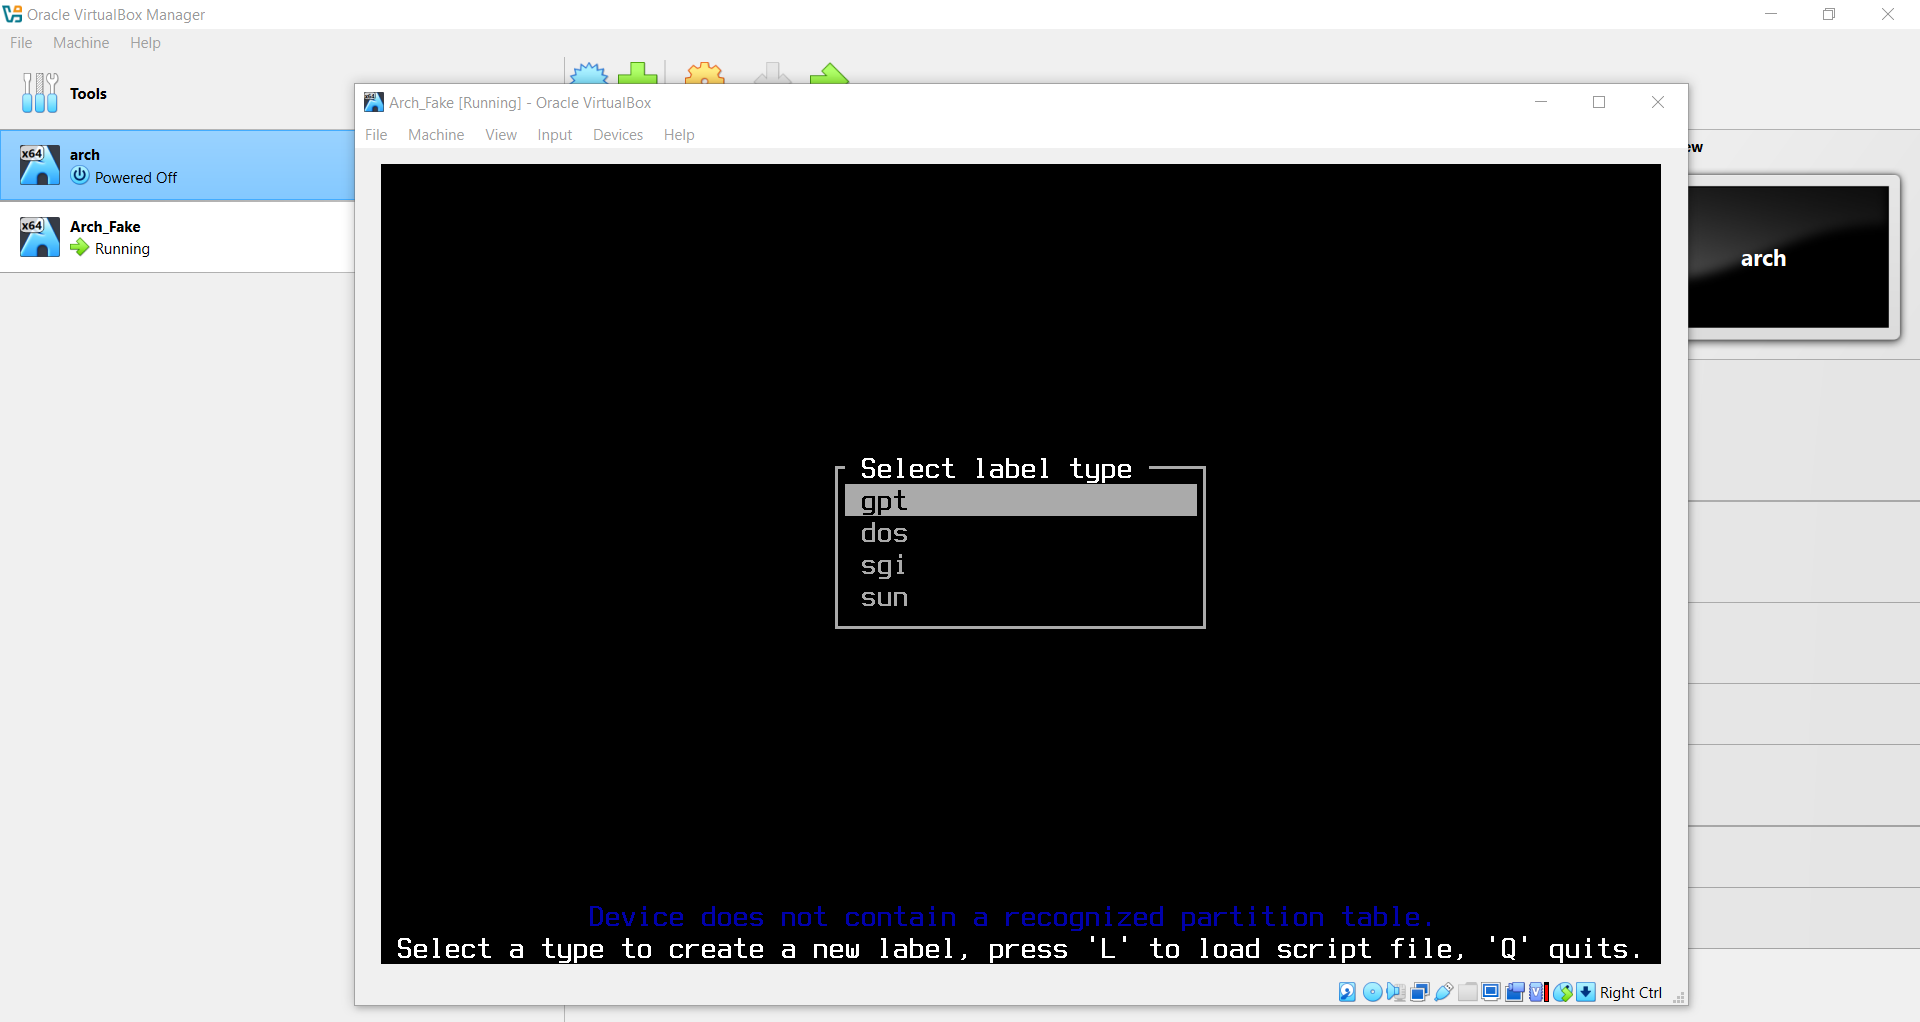 Oracle VirtualBox Manager
File Machine Help
Tools
x64
arch
Powered Off
x64
Arch_Fake
Running
ew
arch
x64
Arch_Fake [Running] - Oracle VirtualBox
File Machine View Input Devices Help
Select label type
gpt
dos
sgi
sun
Device does not contain a recognized partition table.
Select a type to create a new label, press 'L' to load script file, 'Q' quits.
Right Ctrl